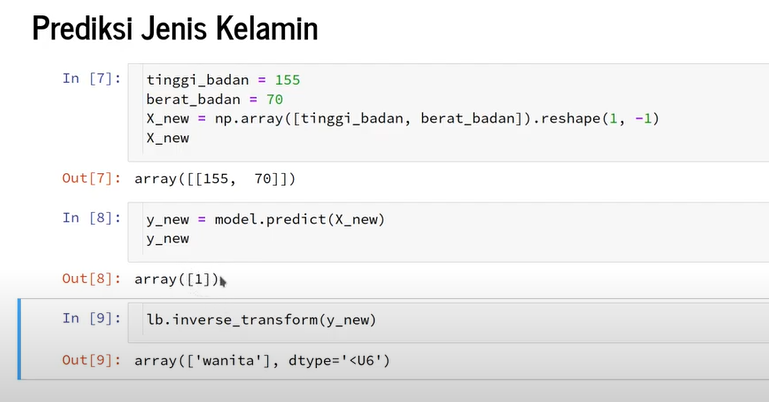 Prediksi Jenis Kelamin
In [7]: tinggi_badan = 155
berat_badan = 70
X_new = np.array([tinggi_badan, berat_badan]).reshape(1, -1)
X_new
Out[7]: array([[155,  70]])
In [8]: y_new = model.predict(X_new)
y_new
Out[8]: array([1])
In [9]: lb.inverse_transform(y_new)
Out[9]: array(['wanita'], dtype='<U6')